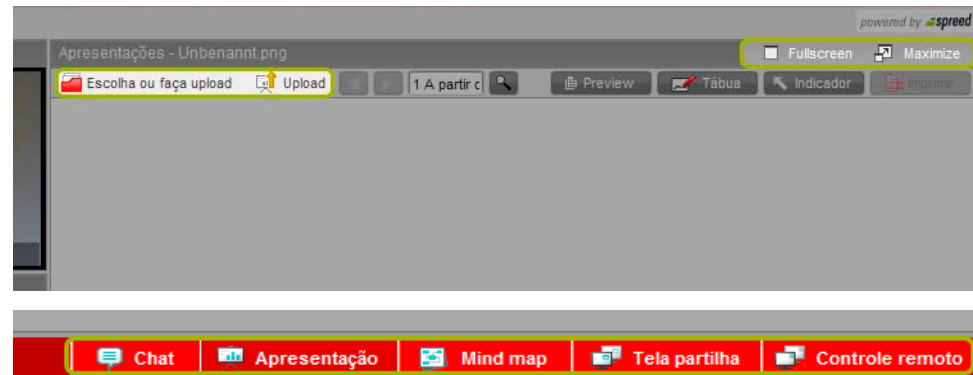 powered by spreed
Apresentações - Unbenannt.png Fullscreen Maximize
Escolha ou faça upload Upload 1 A partir c Preview Tábua Indicador Imprimir
Chat Apresentação Mind map Tela partilha Controle remoto